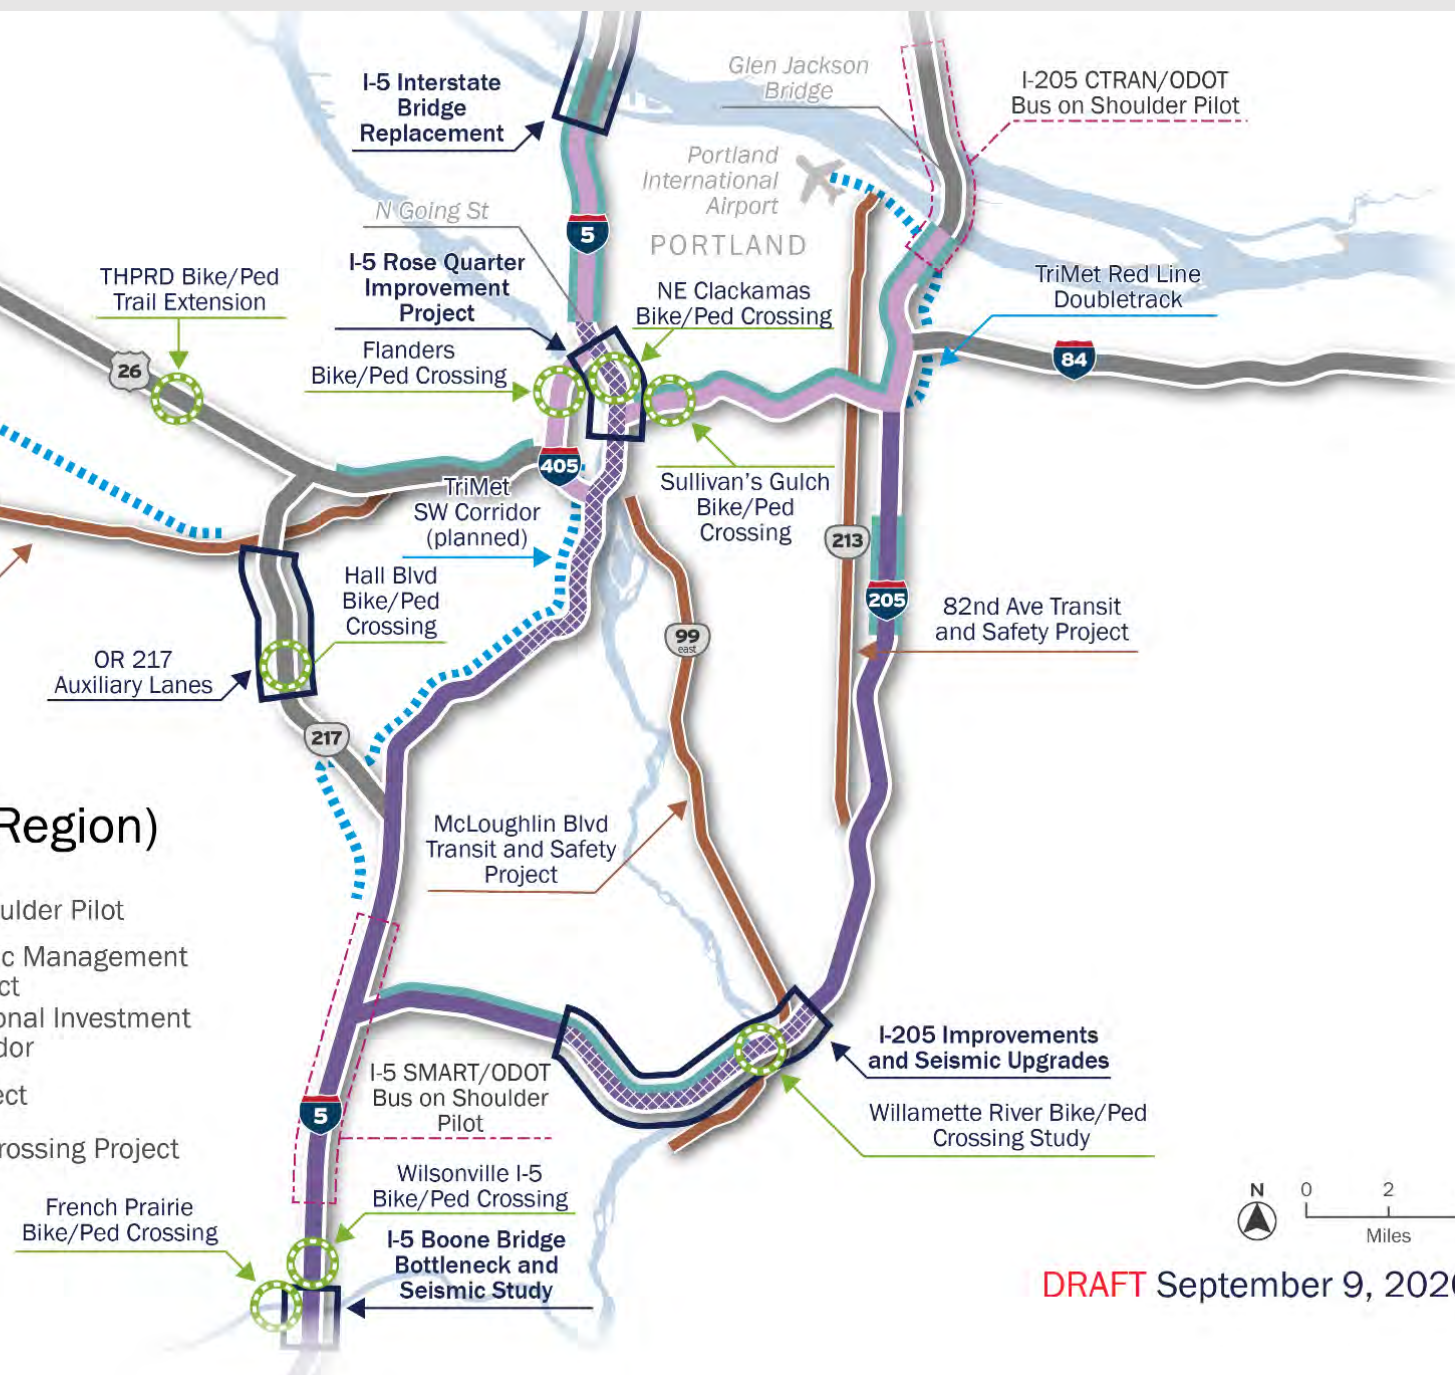 Glen Jackson
Bridge
I-205 CTRAN/ODOT
Bus on Shoulder Pilot
I-5 Interstate
Bridge
Replacement
Portland
International
Airport
N Going St
5
PORTLAND
I-5 Rose Quarter
Improvement
Project
THPRD Bike/Ped
Trail Extension
NE Clackamas
Bike/Ped Crossing
TriMet Red Line
Doubletrack
Flanders
Bike/Ped Crossing
26
84
405
TriMet
SW Corridor
(planned)
Sullivan's Gulch
Bike/Ped
Crossing
213
Hall Blvd
Bike/Ped
Crossing
205
82nd Ave Transit
and Safety Project
99
east
OR 217
Auxiliary Lanes
217
Region)
McLoughlin Blvd
Transit and Safety
Project
ulder Pilot
c Management
ct
onal Investment
dor
ect
rossing Project
I-205 Improvements
and Seismic Upgrades
I-5 SMART/ODOT
Bus on Shoulder
Pilot
5
Willamette River Bike/Ped
Crossing Study
Wilsonville I-5
Bike/Ped Crossing
French Prairie
Bike/Ped Crossing
I-5 Boone Bridge
Bottleneck and
Seismic Study
N
0 2
Miles
DRAFT September 9, 202